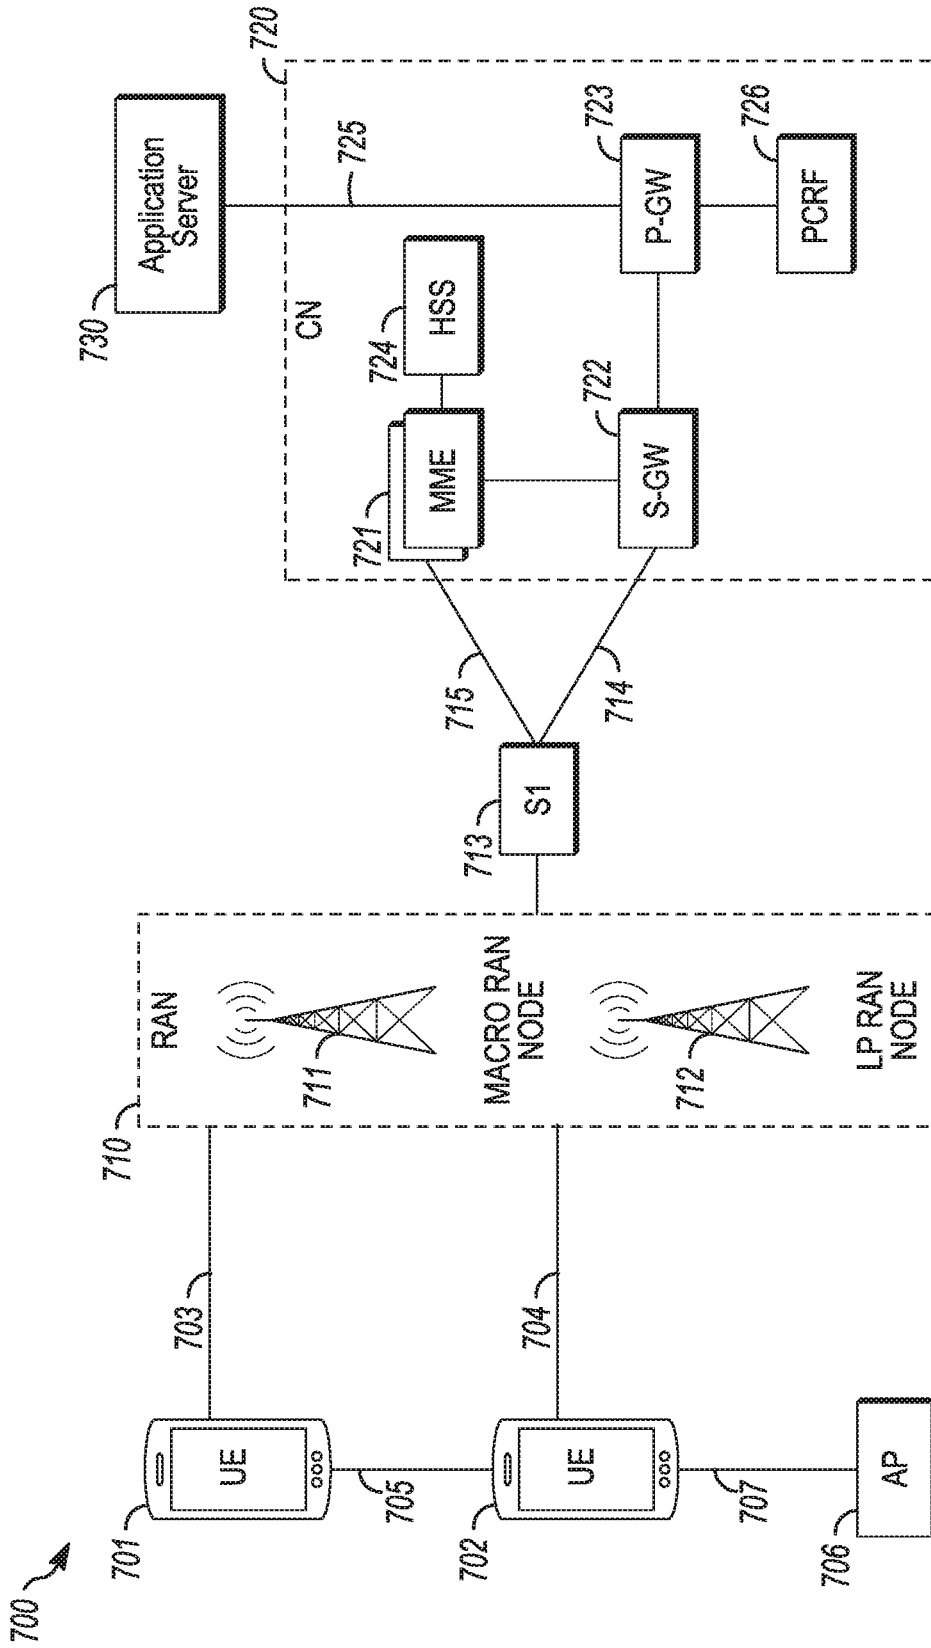 700
701
UE
705
702
UE
707
706
AP
703
704
710
RAN
711
MACRO RAN
NODE
712
LP RAN
NODE
713
S1
715
714
730
Application
Server
720
CN
725
721
MME
724
HSS
722
S-GW
723
P-GW
726
PCRF